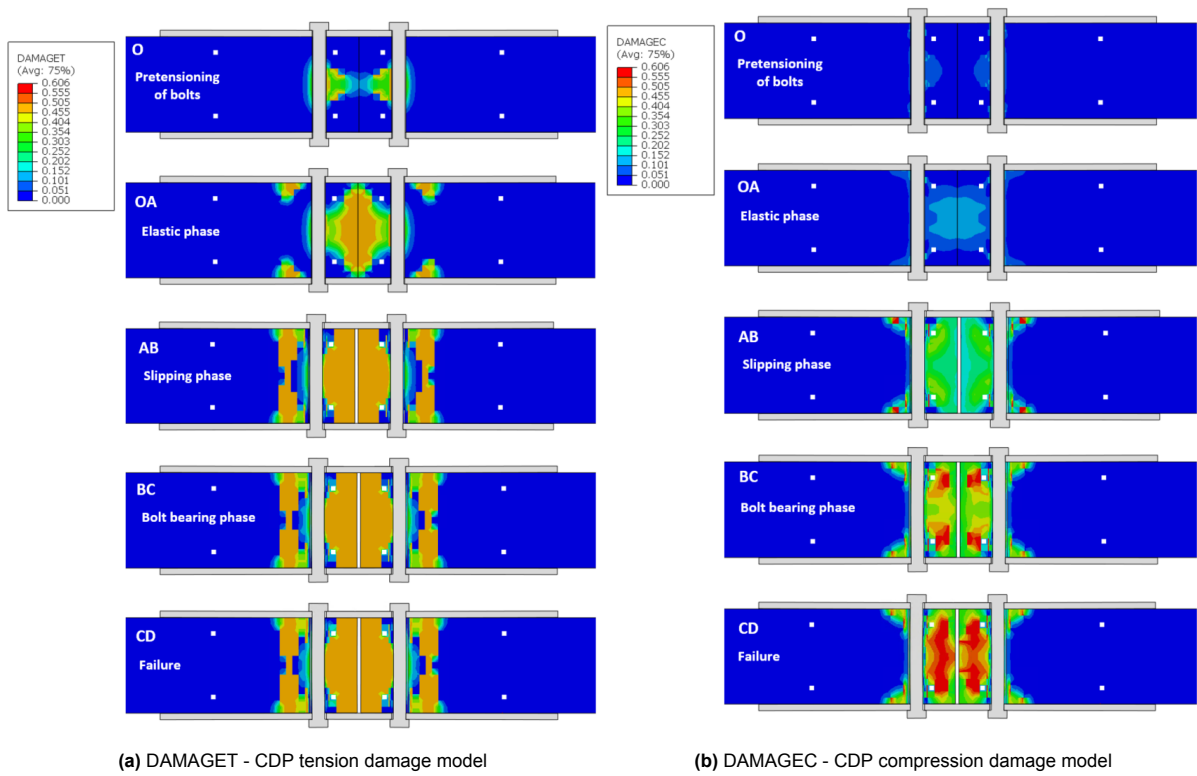 DAMAGET
(Avg: 75%)
0.606
0.555
0.505
0.455
0.404
0.354
0.303
0.252
0.202
0.152
0.101
0.051
0.000
O
Pretensioning
of bolts
OA
Elastic phase
AB
Slipping phase
BC
Bolt bearing phase
CD
Failure
(a) DAMAGET - CDP tension damage model
DAMAGEC
(Avg: 75%)
0.606
0.555
0.505
0.455
0.404
0.354
0.303
0.252
0.202
0.152
0.101
0.051
0.000
O
Pretensioning
of bolts
OA
Elastic phase
AB
Slipping phase
BC
Bolt bearing phase
CD
Failure
(b) DAMAGEC - CDP compression damage model